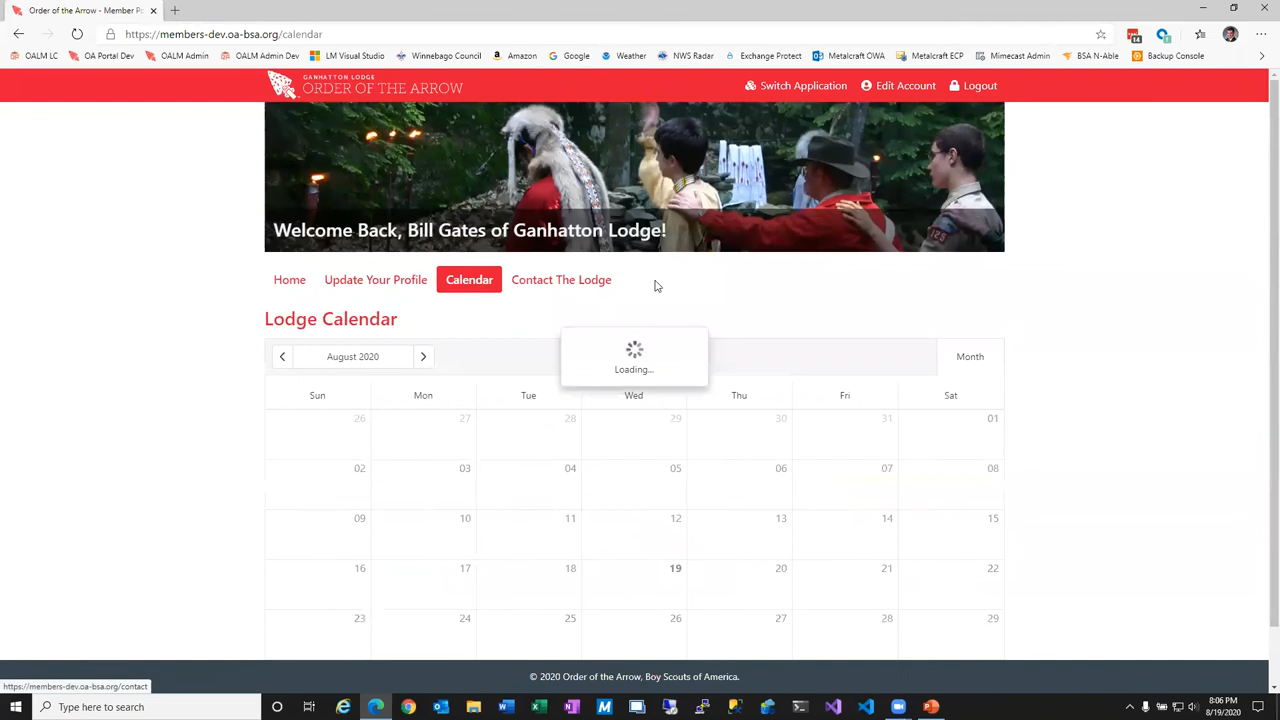 Order of the Arrow - Member Po
https://members-dev.oa-bsa.org/calendar
14
OALM LC OA Portal Dev OALM Admin OALM Admin Dev LM Visual Studio Winnebago Council Amazon Google Weather NWS Radar Exchange Protect Metalcraft OWA Metalcraft ECP Mimecast Admin BSA N-Able Backup Console
GANHATTON LODGE
ORDER OF THE ARROW
Switch Application Edit Account Logout
125
Welcome Back, Bill Gates of Ganhatton Lodge!
Home Update Your Profile Calendar Contact The Lodge
Lodge Calendar
August 2020 Month
Loading...
Sun Mon Tue Wed Thu Fri Sat
26 27 28 29 30 31 01
02 03 04 05 06 07 08
09 10 11 12 13 14 15
16 17 18 19 20 21 22
23 24 25 26 27 28 29
© 2020 Order of the Arrow, Boy Scouts of America.
https://members-dev.oa-bsa.org/contact
Type here to search
8:06 PM
8/19/2020